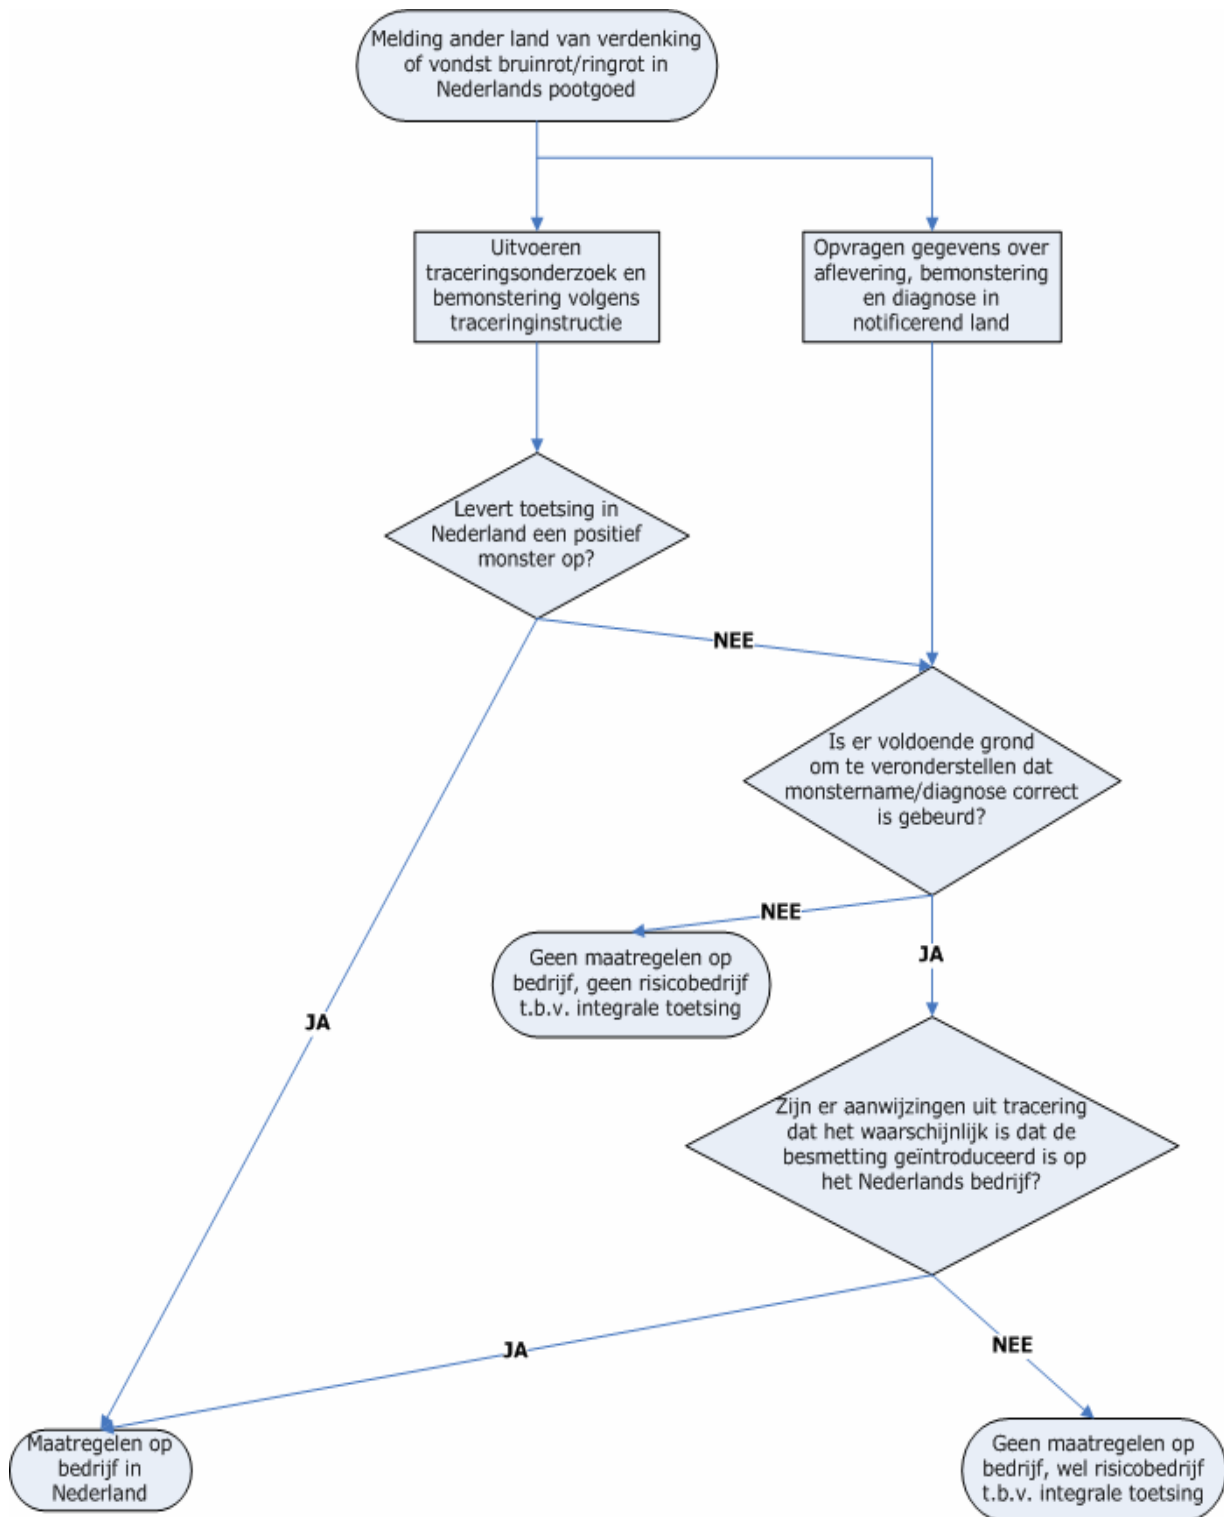 Melding ander land van verdenking
of vondst bruinrot/ringrot in
Nederlands pootgoed
Uitvoeren
traceringsonderzoek en
bemonstering volgens
traceringinstructie
Opvragen gegevens over
aflevering, bemonstering
en diagnose in
notificerend land
Levert toetsing in
Nederland een positief
monster op?
NEE
Is er voldoende grond
om te veronderstellen dat
monstername/diagnose correct
is gebeurd?
NEE
JA
Geen maatregelen op
bedrijf, geen risicobedrijf
t.b.v. integrale toetsing
JA
Zijn er aanwijzingen uit tracering
dat het waarschijnlijk is dat de
besmetting geïntroduceerd is op
het Nederlands bedrijf?
JA
NEE
Maatregelen op
bedrijf in
Nederland
Geen maatregelen op
bedrijf, wel risicobedrijf
t.b.v. integrale toetsing